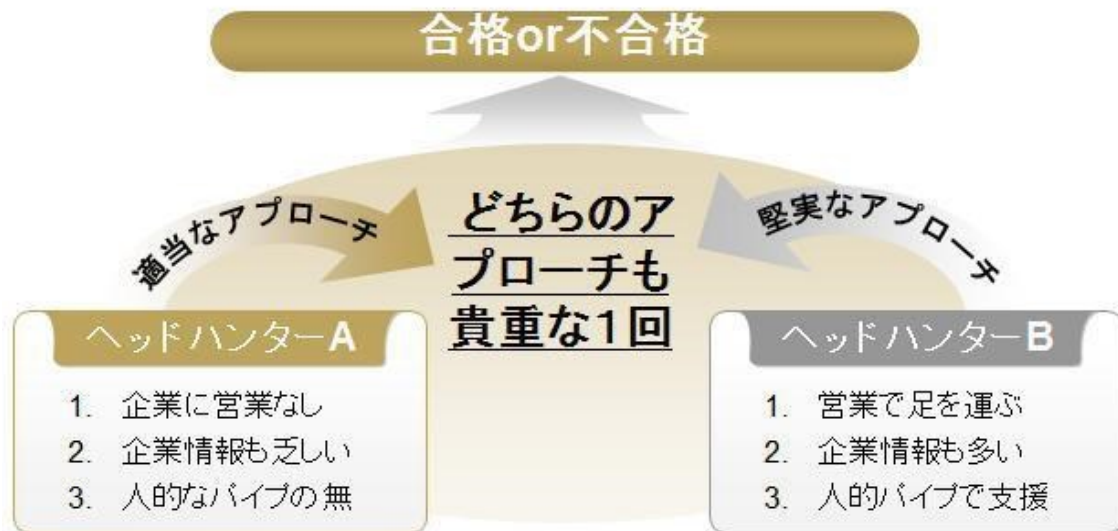 合格or不合格
適当なアプローチ
どちらのア
プローチも
貴重な1回
堅実なアプローチ
ヘッドハンターA
1. 企業に営業なし
2. 企業情報も乏しい
3. 人的なパイプの無
ヘッドハンターB
1. 営業で足を運ぶ
2. 企業情報も多い
3. 人的パイプで支援